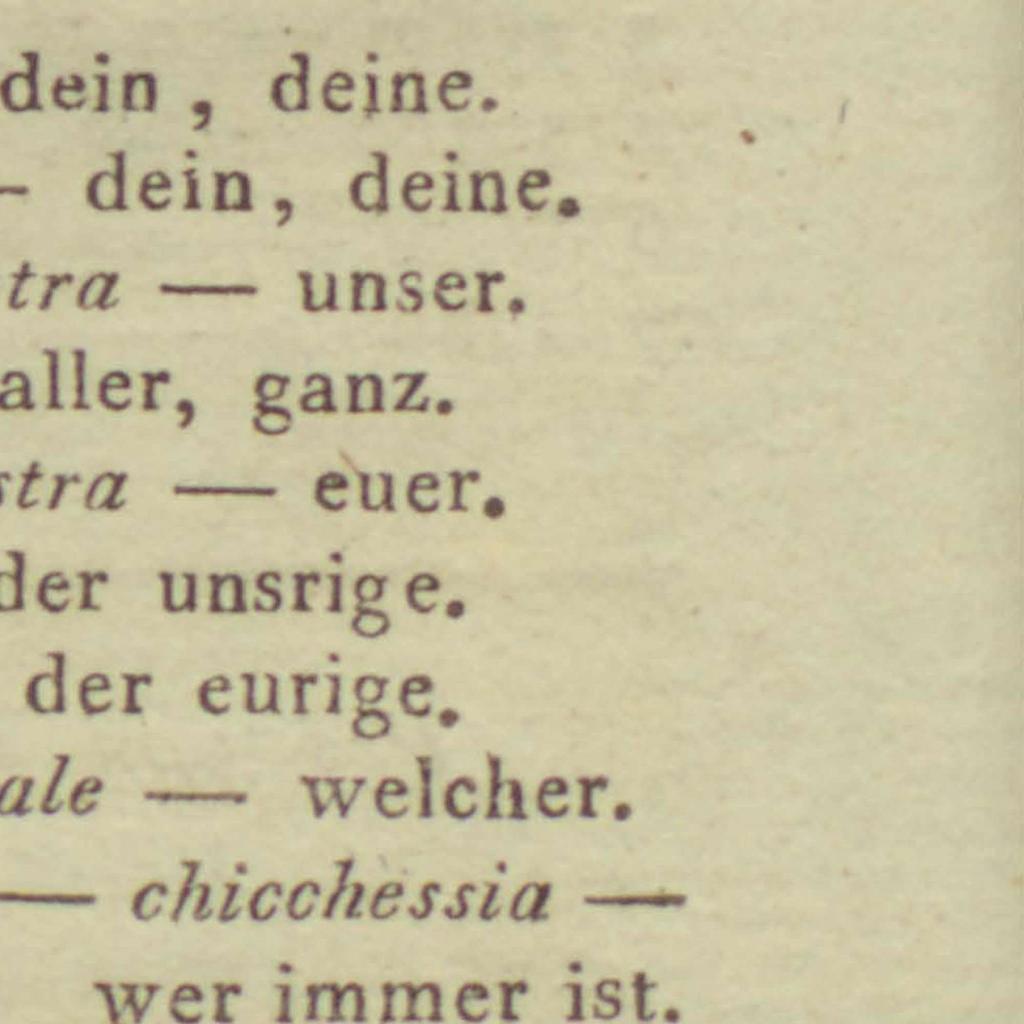 dein , deine.
— dein, deine.
tra — unser.
aller, ganz.
stra — euer.
der unsrige.
der eurige.
ale — welcher.
— chicchessia —
wer immer ist.